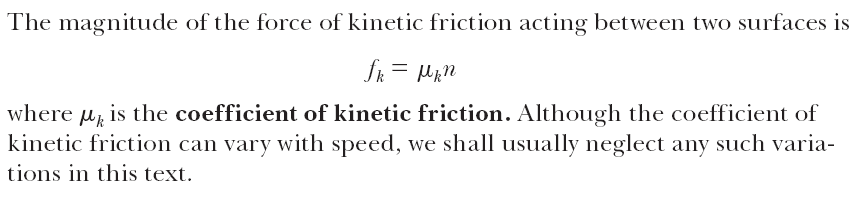 The magnitude of the force of kinetic friction acting between two surfaces is
fₖ = μₖn
where μₖ is the coefficient of kinetic friction. Although the coefficient of
kinetic friction can vary with speed, we shall usually neglect any such varia-
tions in this text.